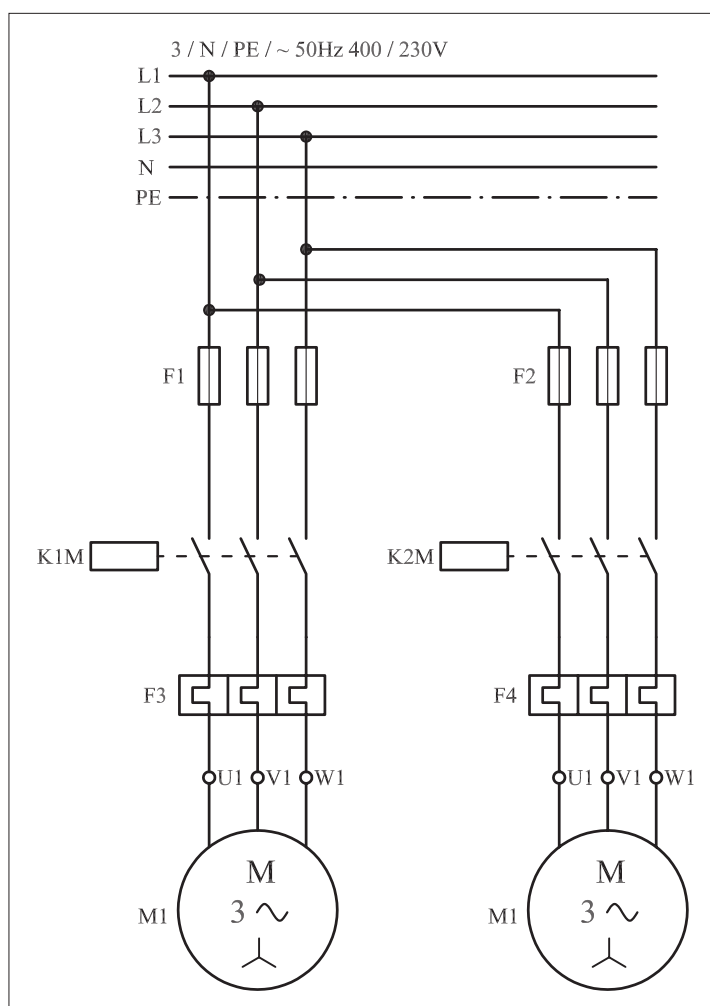 3 / N / PE / ~ 50Hz 400 / 230V
L1
L2
L3
N
PE
F1 F2
K1M K2M
F3 F4
U1 V1 W1 U1 V1 W1
M M
M1 3 M1 3